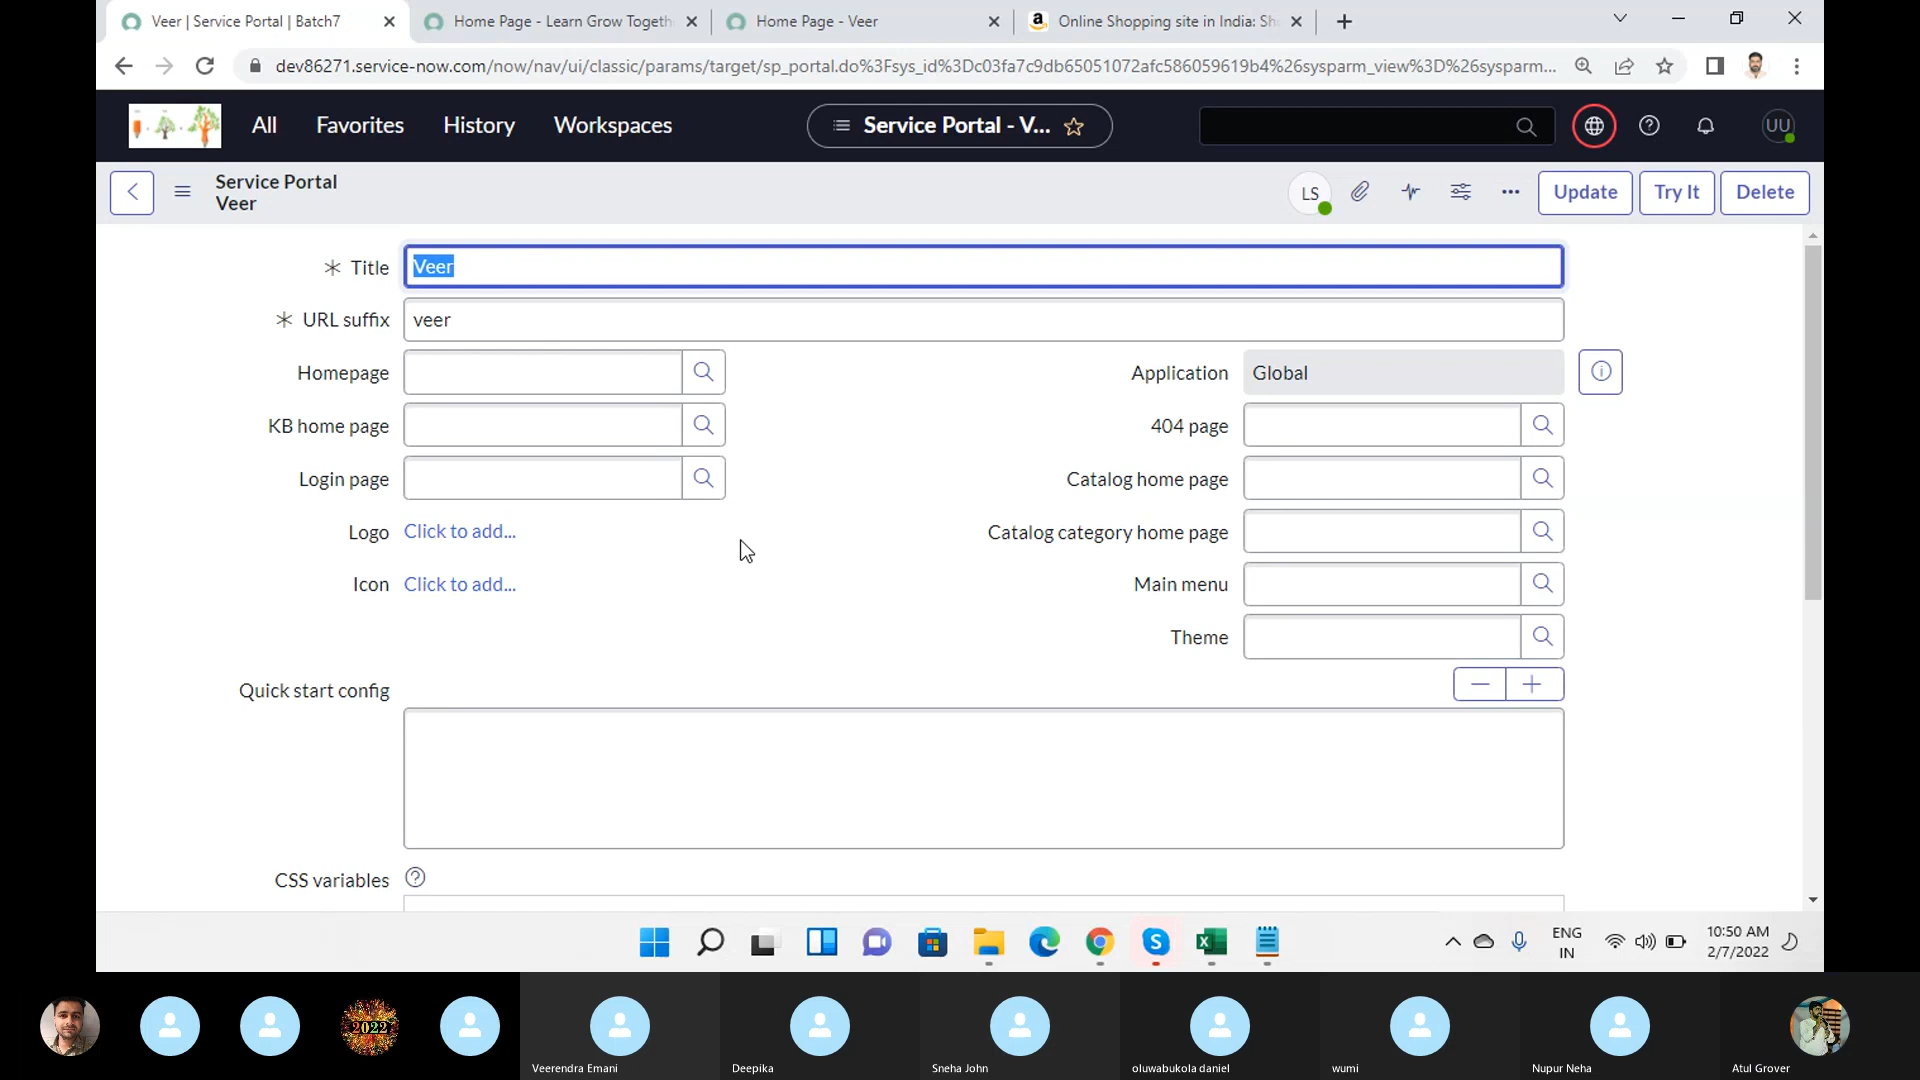 Veer | Service Portal | Batch7
Home Page - Learn Grow Togeth
Home Page - Veer
Online Shopping site in India: Sh
dev86271.service-now.com/now/nav/ui/classic/params/target/sp_portal.do%3Fsys_id%3Dc03fa7c9db65051072afc586059619b4%26sysparm_view%3D%26sysparm...
All
Favorites
History
Workspaces
Service Portal - V...
UU
Service Portal
Veer
LS
Update
Try It
Delete
Title
Veer
URL suffix
veer
Homepage
Application
Global
KB home page
404 page
Login page
Catalog home page
Logo
Click to add...
Catalog category home page
Icon
Click to add...
Main menu
Theme
Quick start config
CSS variables
ENG
IN
10:50 AM
2/7/2022
2022
Veerendra Emani
Deepika
Sneha John
oluwabukola daniel
wumi
Nupur Neha
Atul Grover